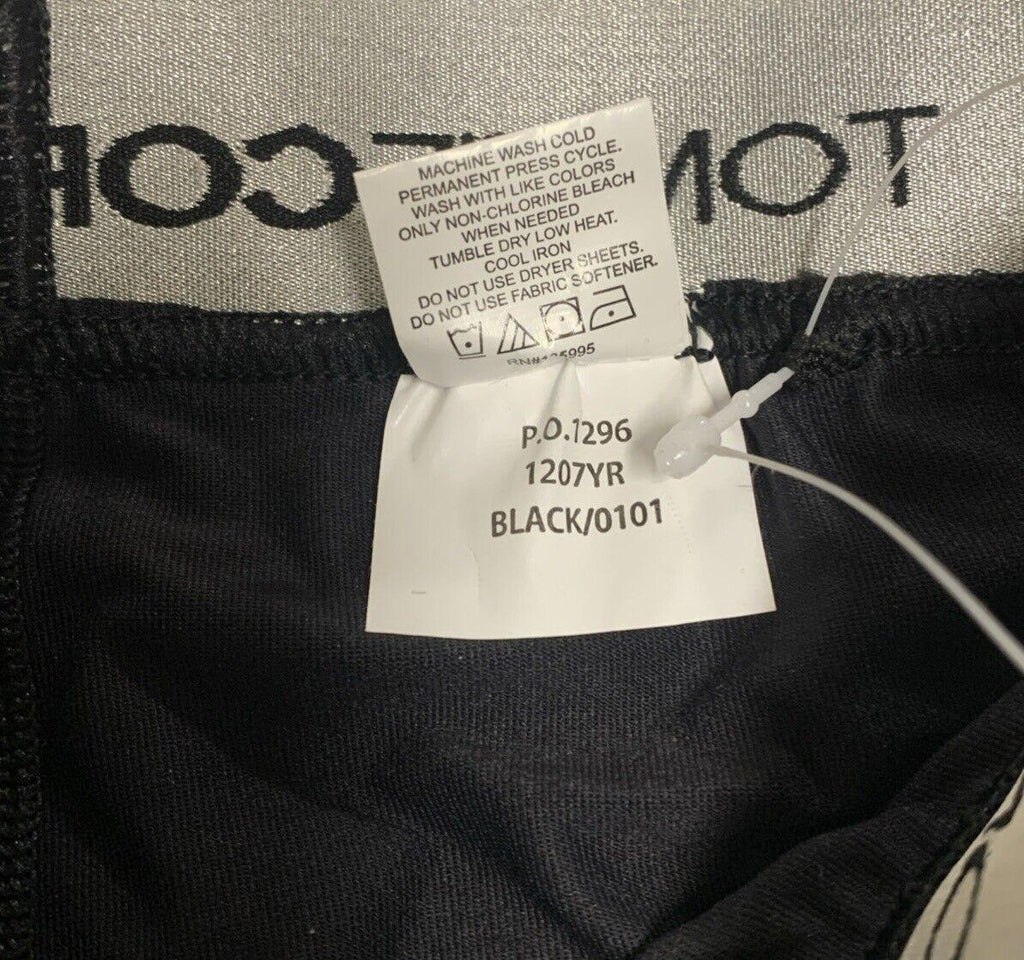 MACHINE WASH COLD
PERMANENT PRESS CYCLE.
WASH WITH LIKE COLORS
ONLY NON-CHLORINE BLEACH
WHEN NEEDED
TUMBLE DRY LOW HEAT.
COOL IRON
DO NOT USE DRYER SHEETS.
DO NOT USE FABRIC SOFTENER.
P.O.1296
1207YR
BLACK/0101